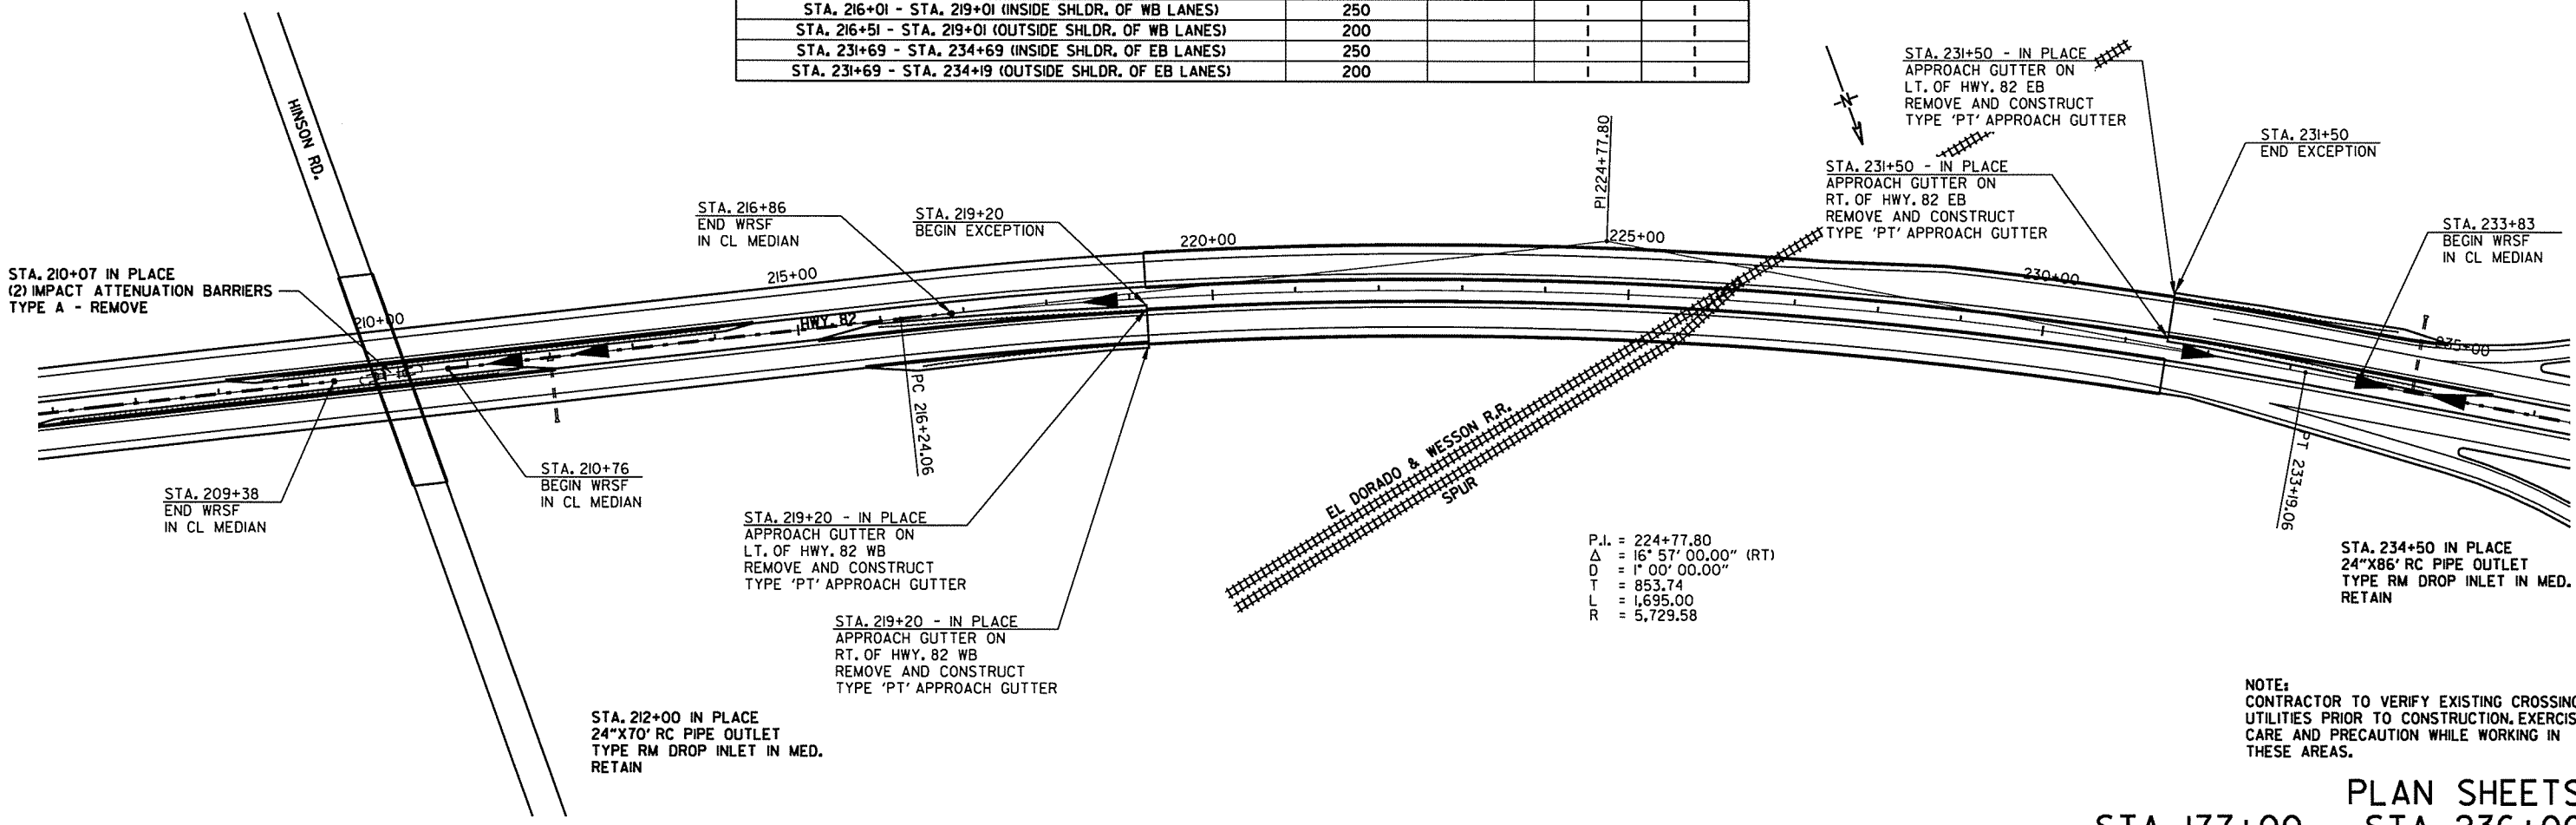 STA. 216+01 - STA. 219+01 (INSIDE SHLDR. OF WB LANES) 250 1 1
STA. 216+51 - STA. 219+01 (OUTSIDE SHLDR. OF WB LANES) 200 1 1
STA. 231+69 - STA. 234+69 (INSIDE SHLDR. OF EB LANES) 250 1 1
STA. 231+69 - STA. 234+19 (OUTSIDE SHLDR. OF EB LANES) 200 1 1
HINSON RD.
STA. 210+07 IN PLACE
(2) IMPACT ATTENUATION BARRIERS
TYPE A - REMOVE
210+00
HWY. 82
STA. 209+38
END WRSF
IN CL MEDIAN
STA. 210+76
BEGIN WRSF
IN CL MEDIAN
STA. 216+86
END WRSF
IN CL MEDIAN
215+00
STA. 219+20
BEGIN EXCEPTION
220+00
PC 216+24.06
STA. 219+20 - IN PLACE
APPROACH GUTTER ON
LT. OF HWY. 82 WB
REMOVE AND CONSTRUCT
TYPE 'PT' APPROACH GUTTER
STA. 219+20 - IN PLACE
APPROACH GUTTER ON
RT. OF HWY. 82 WB
REMOVE AND CONSTRUCT
TYPE 'PT' APPROACH GUTTER
STA. 212+00 IN PLACE
24"X70' RC PIPE OUTLET
TYPE RM DROP INLET IN MED.
RETAIN
EL DORADO & WESSON R.R.
SPUR
PI 224+77.80
225+00
N
STA. 231+50 - IN PLACE
APPROACH GUTTER ON
LT. OF HWY. 82 EB
REMOVE AND CONSTRUCT
TYPE 'PT' APPROACH GUTTER
STA. 231+50 - IN PLACE
APPROACH GUTTER ON
RT. OF HWY. 82 EB
REMOVE AND CONSTRUCT
TYPE 'PT' APPROACH GUTTER
230+00
STA. 231+50
END EXCEPTION
STA. 233+83
BEGIN WRSF
IN CL MEDIAN
235+00
PT 233+19.06
P.I. = 224+77.80
Δ = 16° 57' 00.00" (RT)
D = 1° 00' 00.00"
T = 853.74
L = 1,695.00
R = 5,729.58
STA. 234+50 IN PLACE
24"X86' RC PIPE OUTLET
TYPE RM DROP INLET IN MED.
RETAIN
NOTE:
CONTRACTOR TO VERIFY EXISTING CROSSING
UTILITIES PRIOR TO CONSTRUCTION. EXERCIS
CARE AND PRECAUTION WHILE WORKING IN
THESE AREAS.
PLAN SHEETS
STA. 177+00 - STA. 236+00